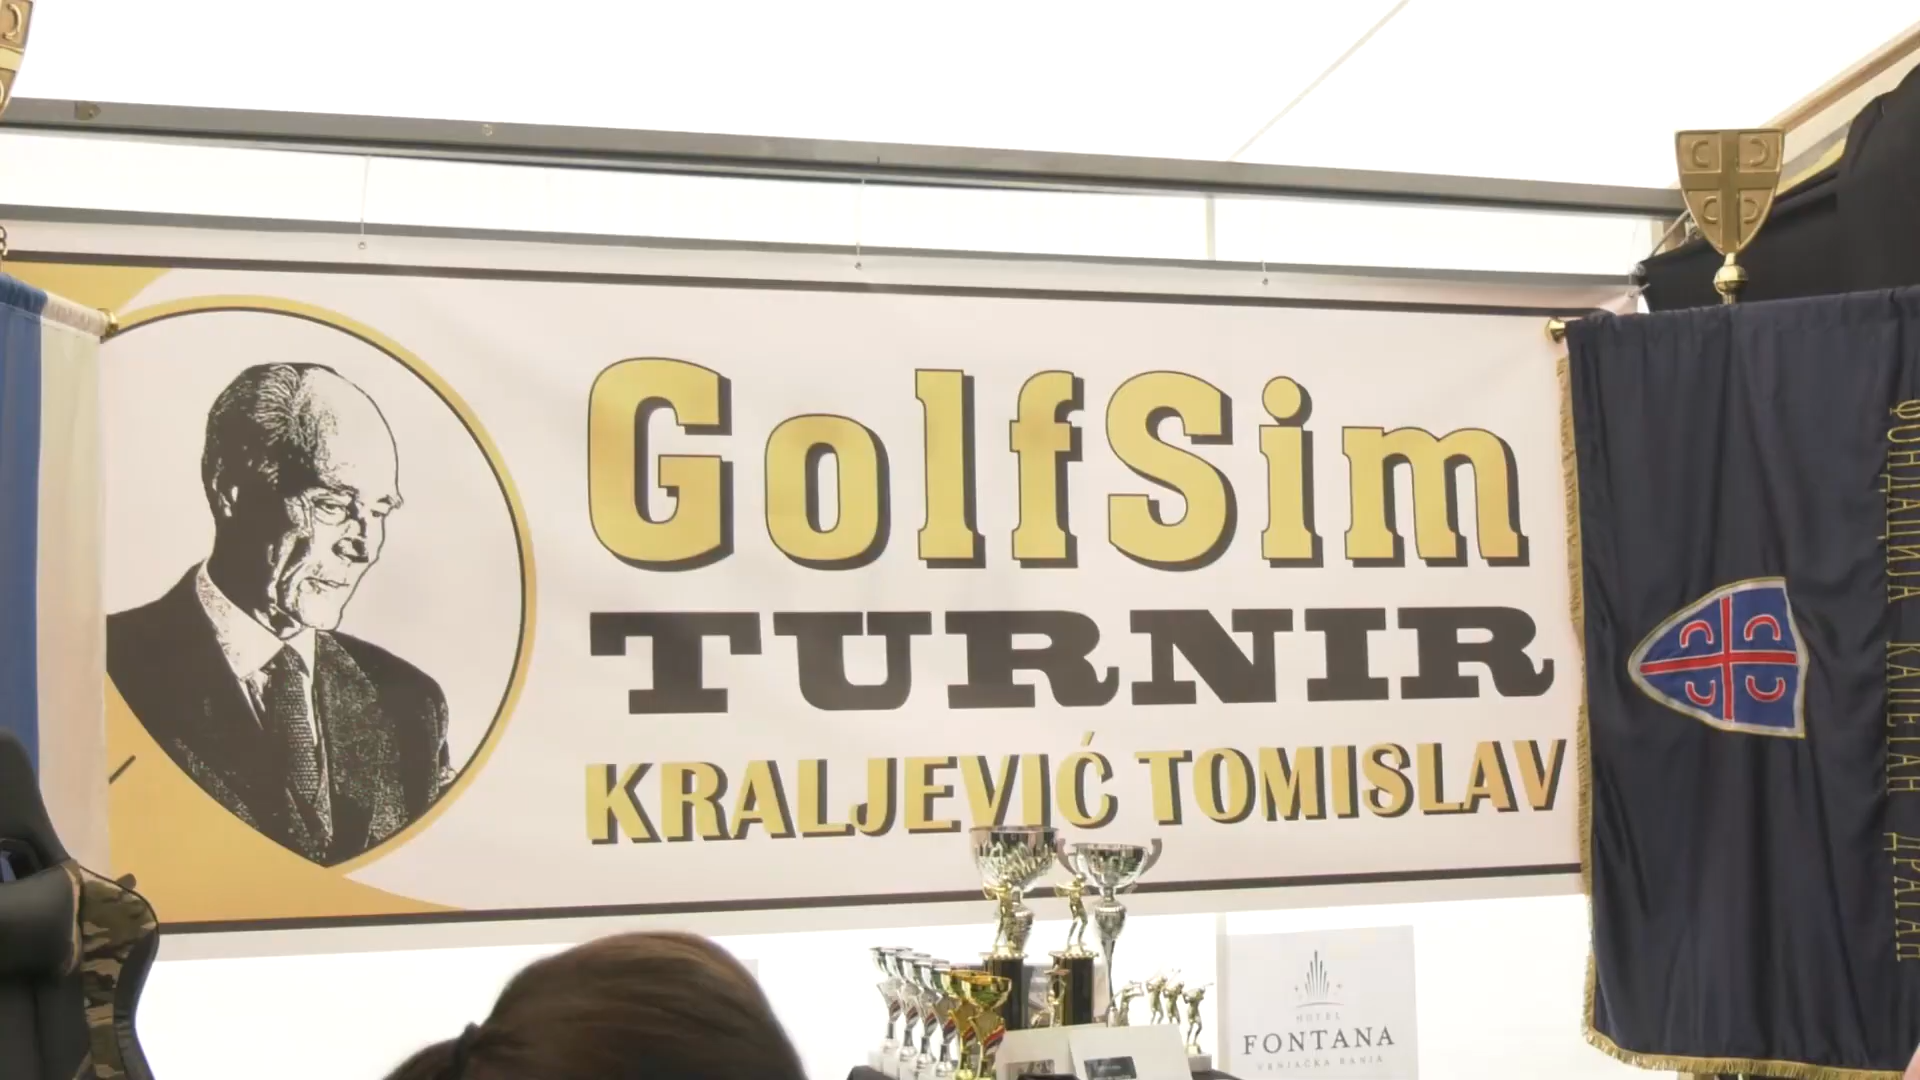 GolfSim
TURNIR
KRALJEVIĆ TOMISLAV
HOTEL
FONTANA
VRNJAČKA BANJA
ФОНДАЦИЈА КАПЕТАН ДРАГАН